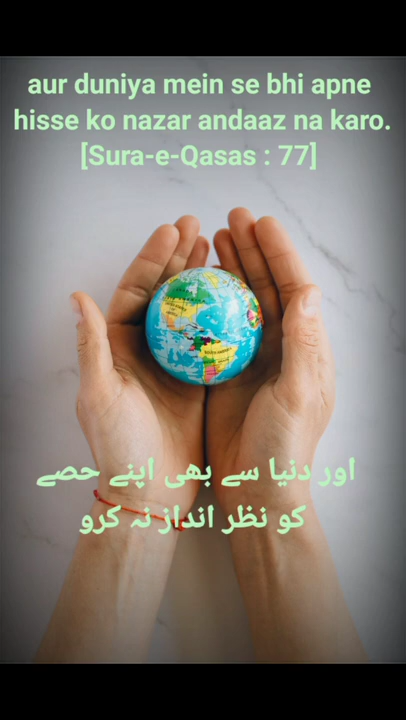 aur duniya mein se bhi apne
hisse ko nazar andaaz na karo.
[Sura-e-Qasas : 77]
اور دنیا سے بھی اپنے حصے
کو نظر انداز نہ کرو